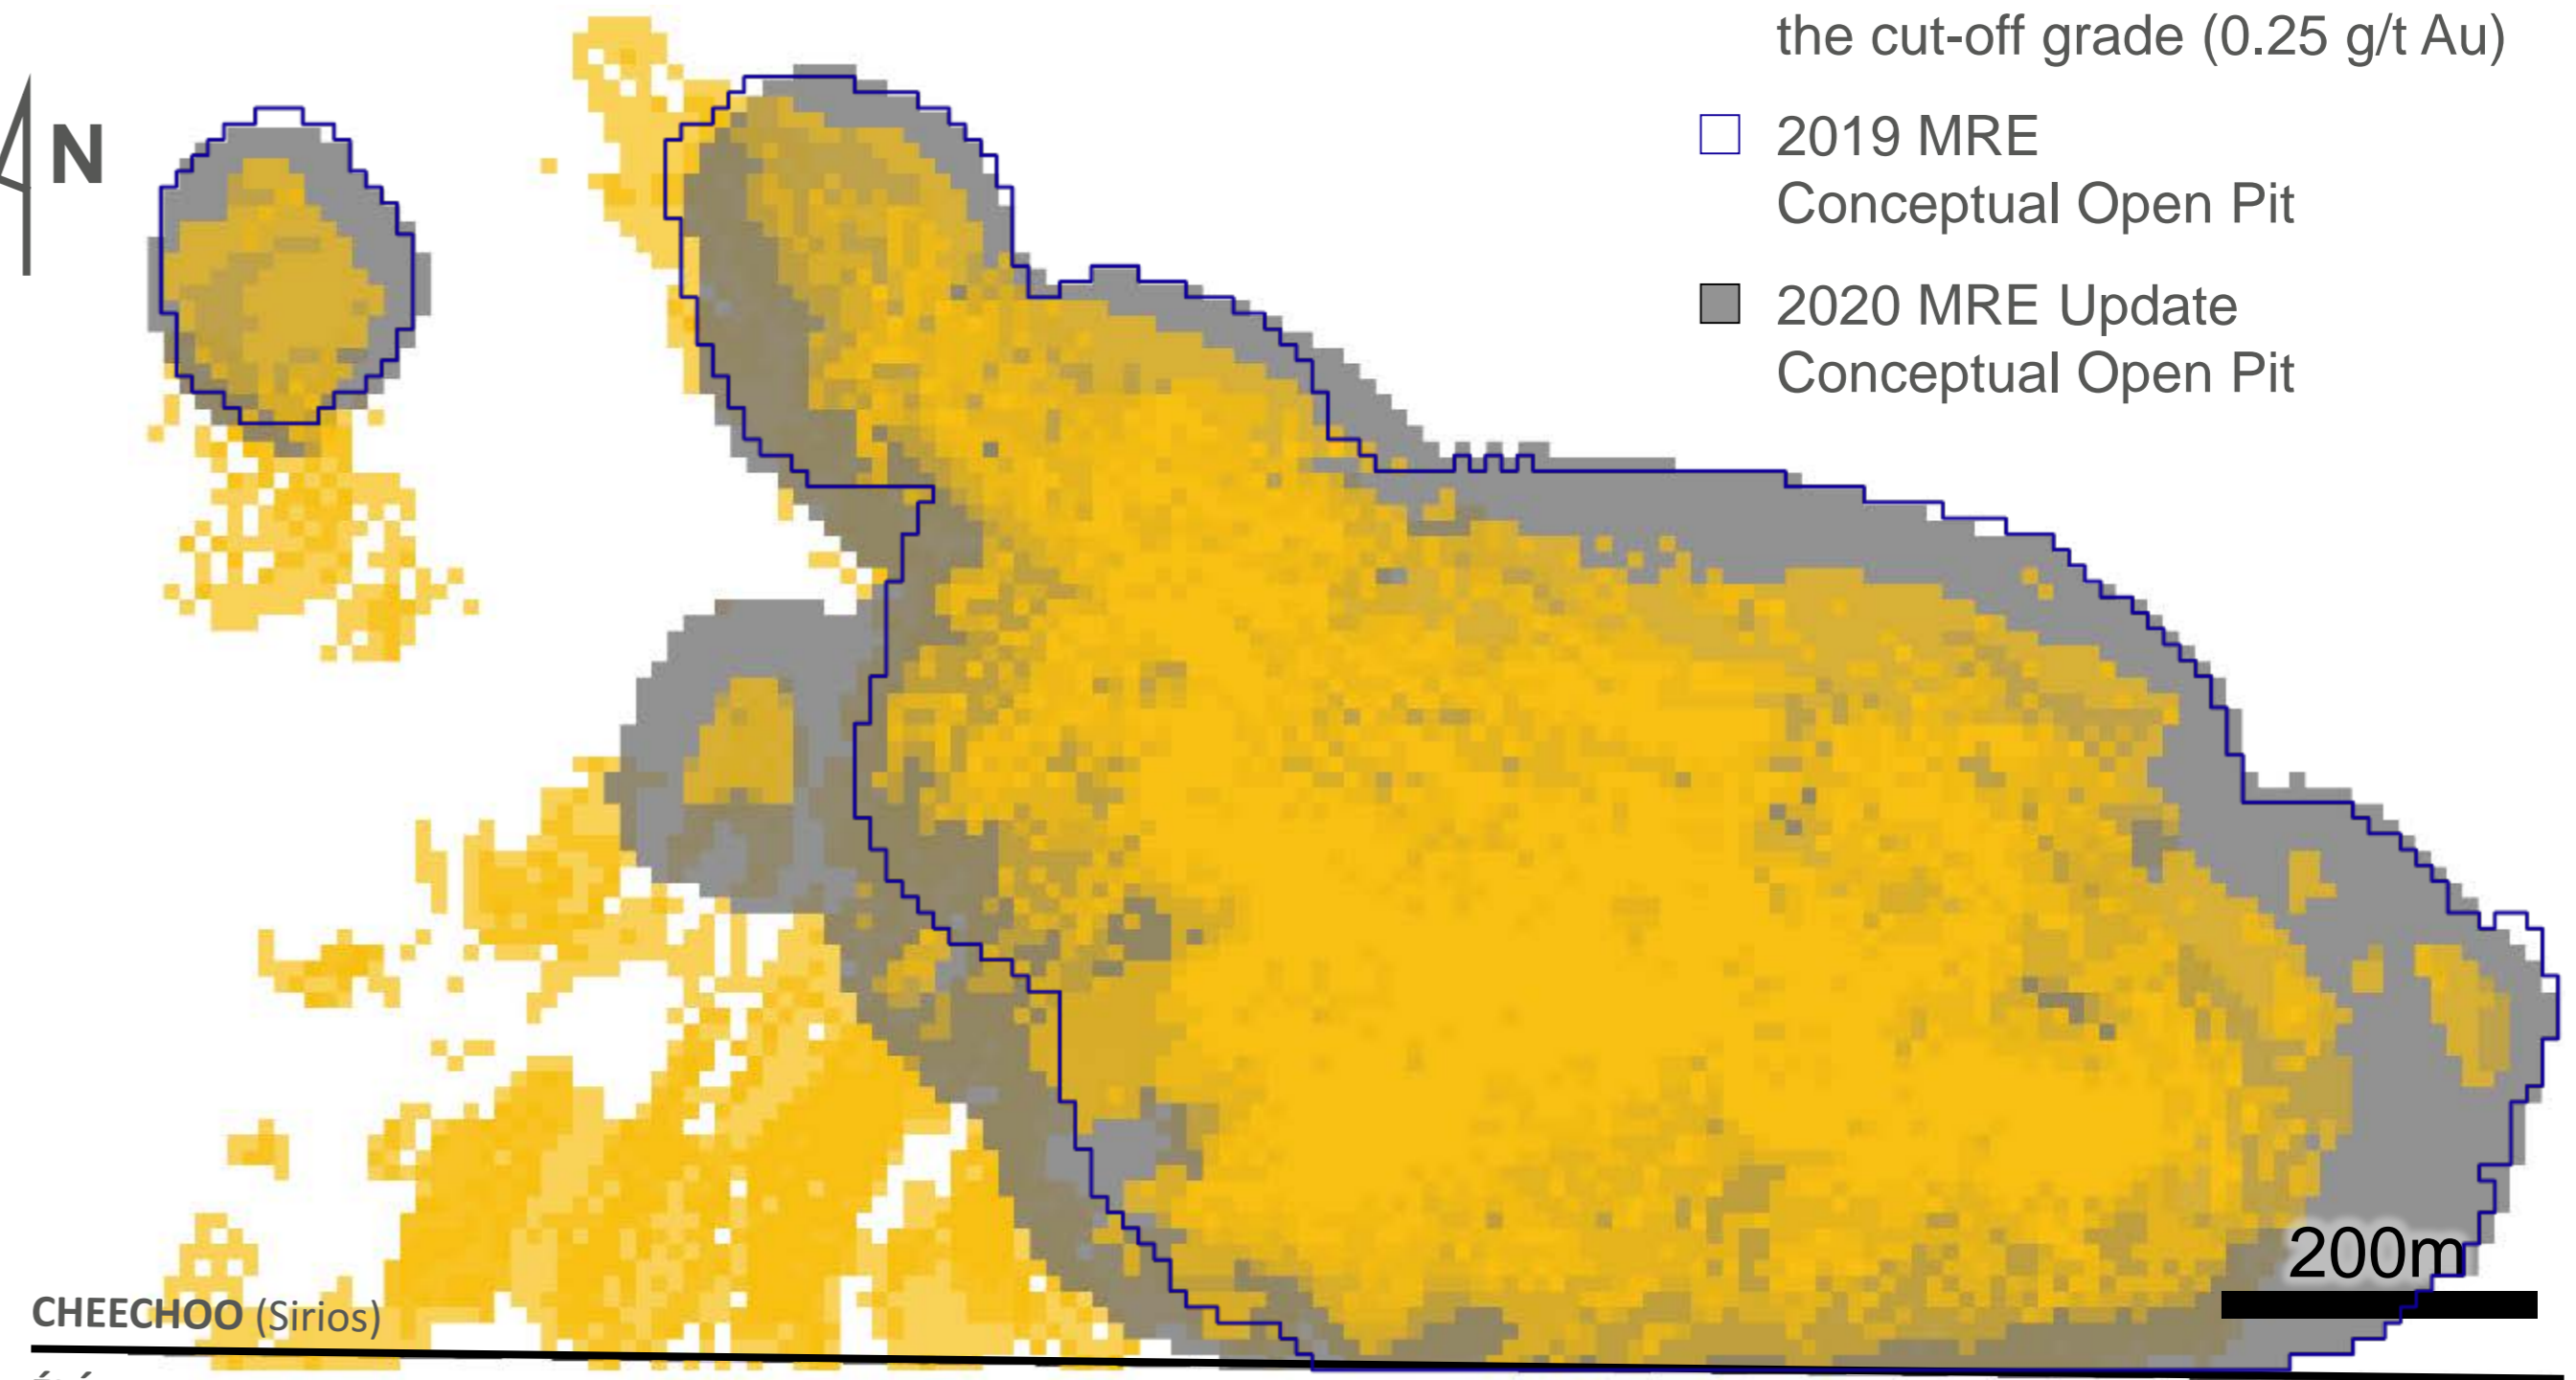 the cut-off grade (0.25 g/t Au)
N
2019 MRE
Conceptual Open Pit
2020 MRE Update
Conceptual Open Pit
200m
CHEECHOO (Sirios)